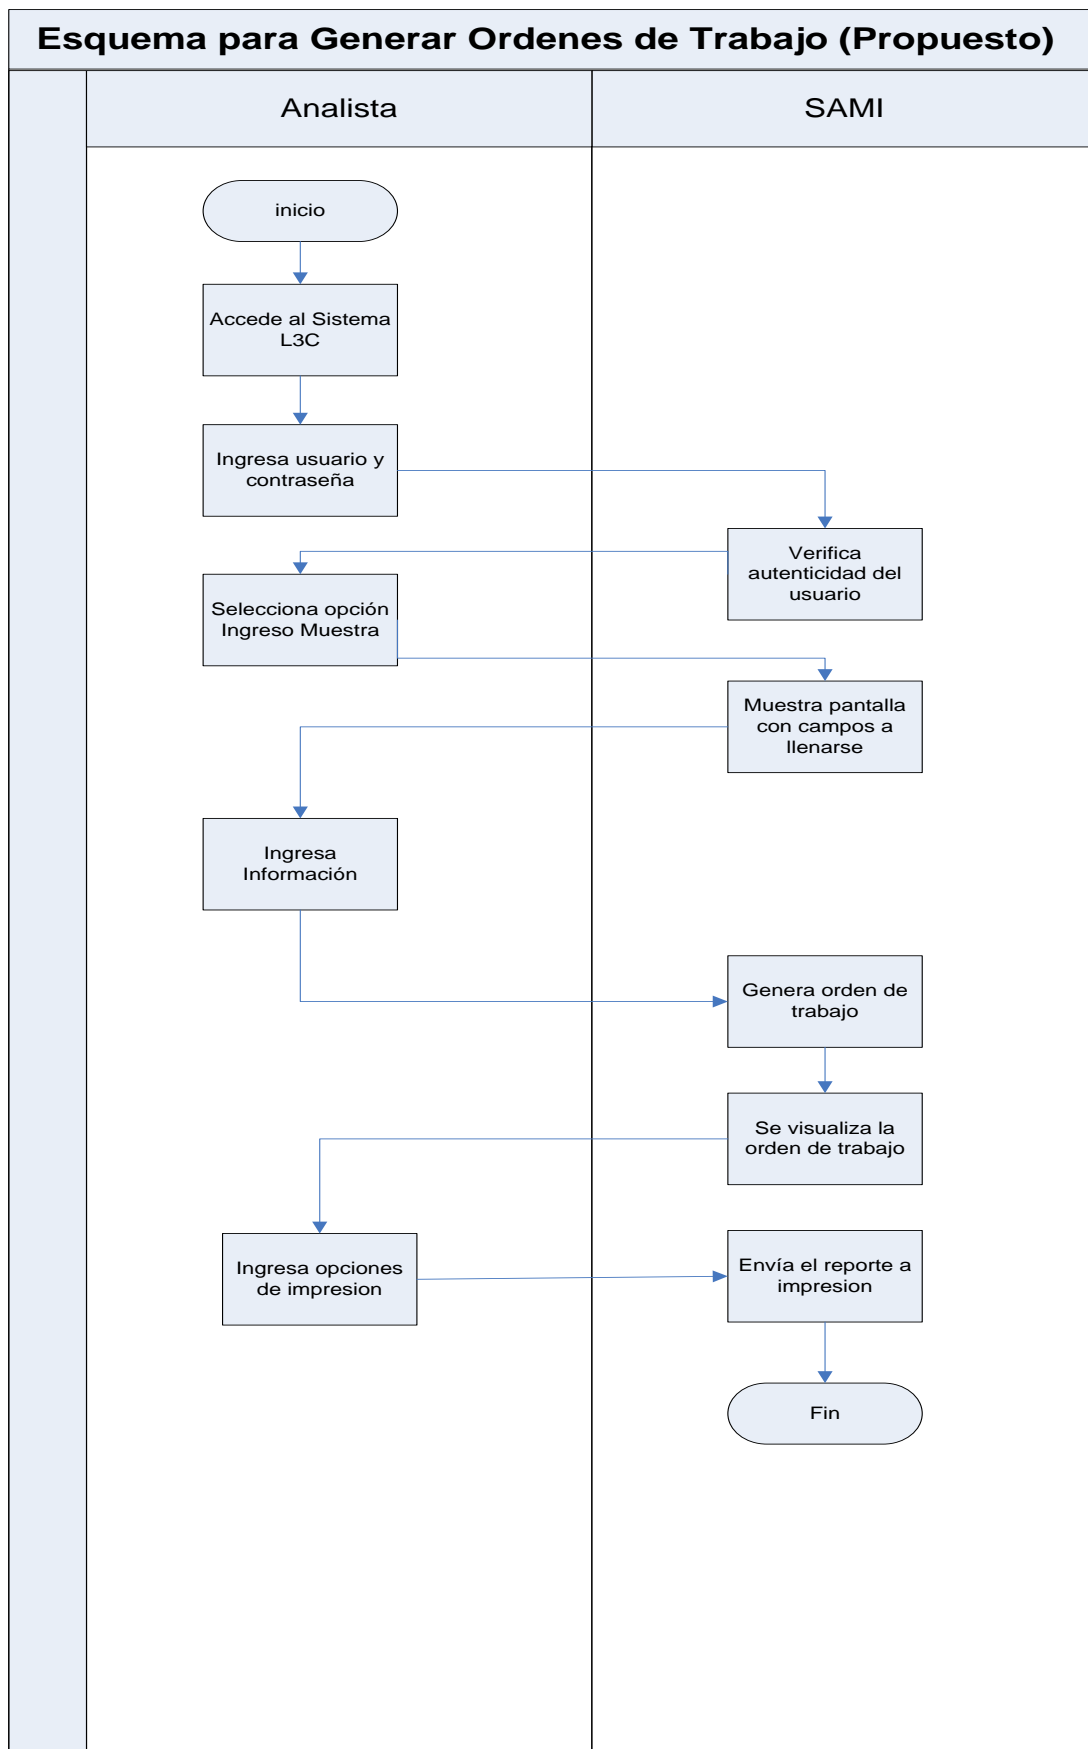 Esquema para Generar Ordenes de Trabajo (Propuesto)
Analista
SAMI
inicio
Accede al Sistema
L3C
Ingresa usuario y
contraseña
Verifica
autenticidad del
usuario
Selecciona opción
Ingreso Muestra
Muestra pantalla
con campos a
llenarse
Ingresa
Información
Genera orden de
trabajo
Se visualiza la
orden de trabajo
Ingresa opciones
de impresion
Envía el reporte a
impresion
Fin